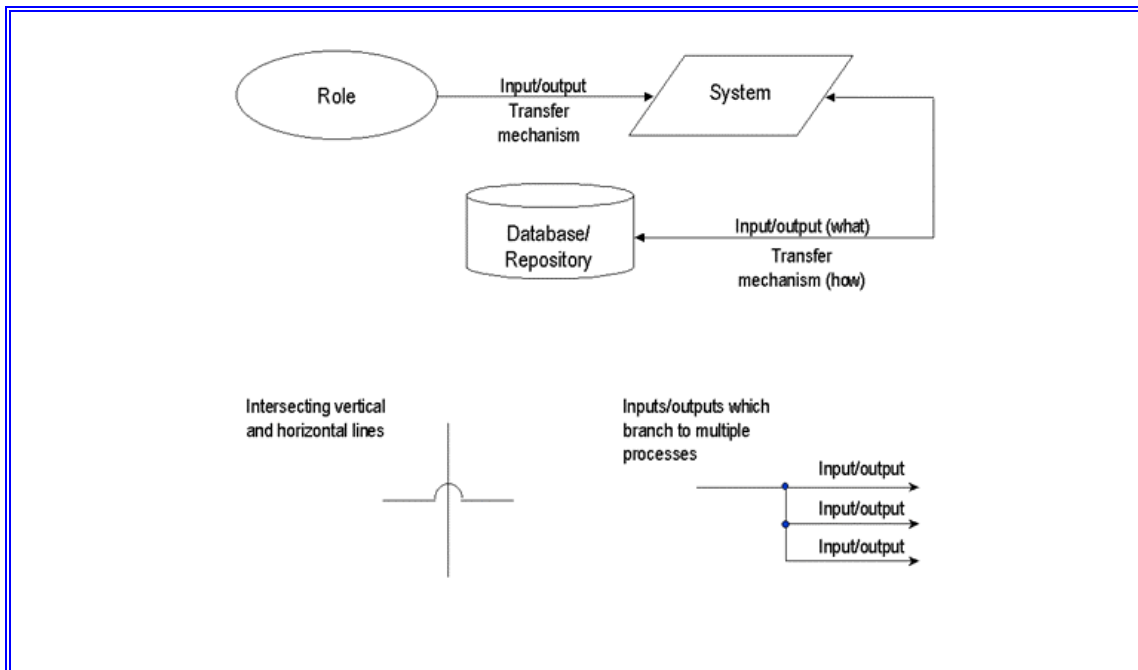 Role
Input/output
Transfer
mechanism
System
Database/
Repository
Input/output (what)
Transfer
mechanism (how)
Intersecting vertical
and horizontal lines
Inputs/outputs which
branch to multiple
processes
Input/output
Input/output
Input/output